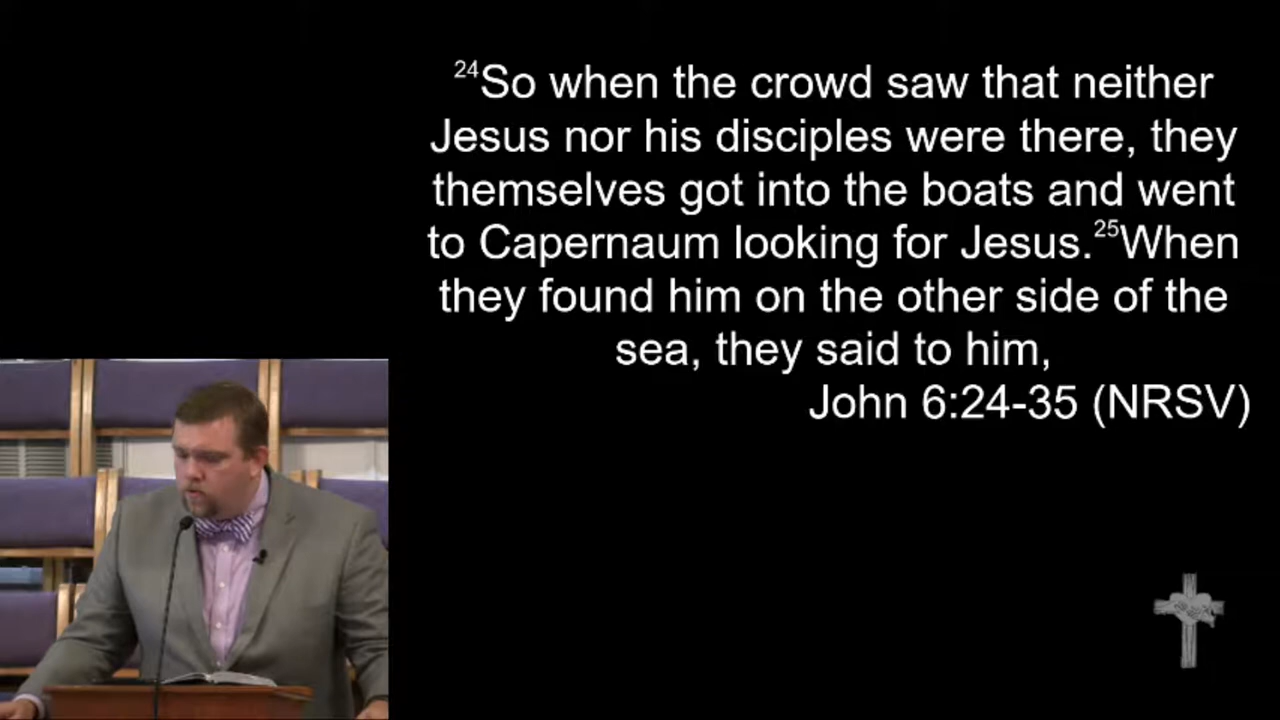 ²⁴So when the crowd saw that neither
Jesus nor his disciples were there, they
themselves got into the boats and went
to Capernaum looking for Jesus.²⁵When
they found him on the other side of the
sea, they said to him,
John 6:24-35 (NRSV)